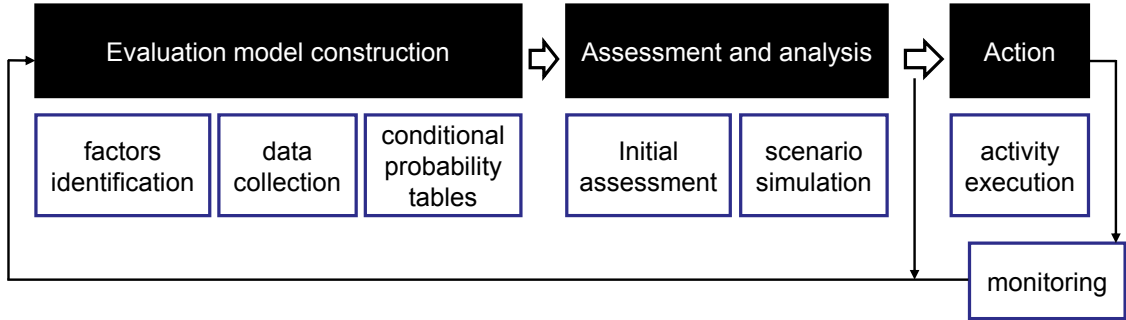 Evaluation model construction
Assessment and analysis
Action
factors
identification
data
collection
conditional
probability
tables
Initial
assessment
scenario
simulation
activity
execution
monitoring